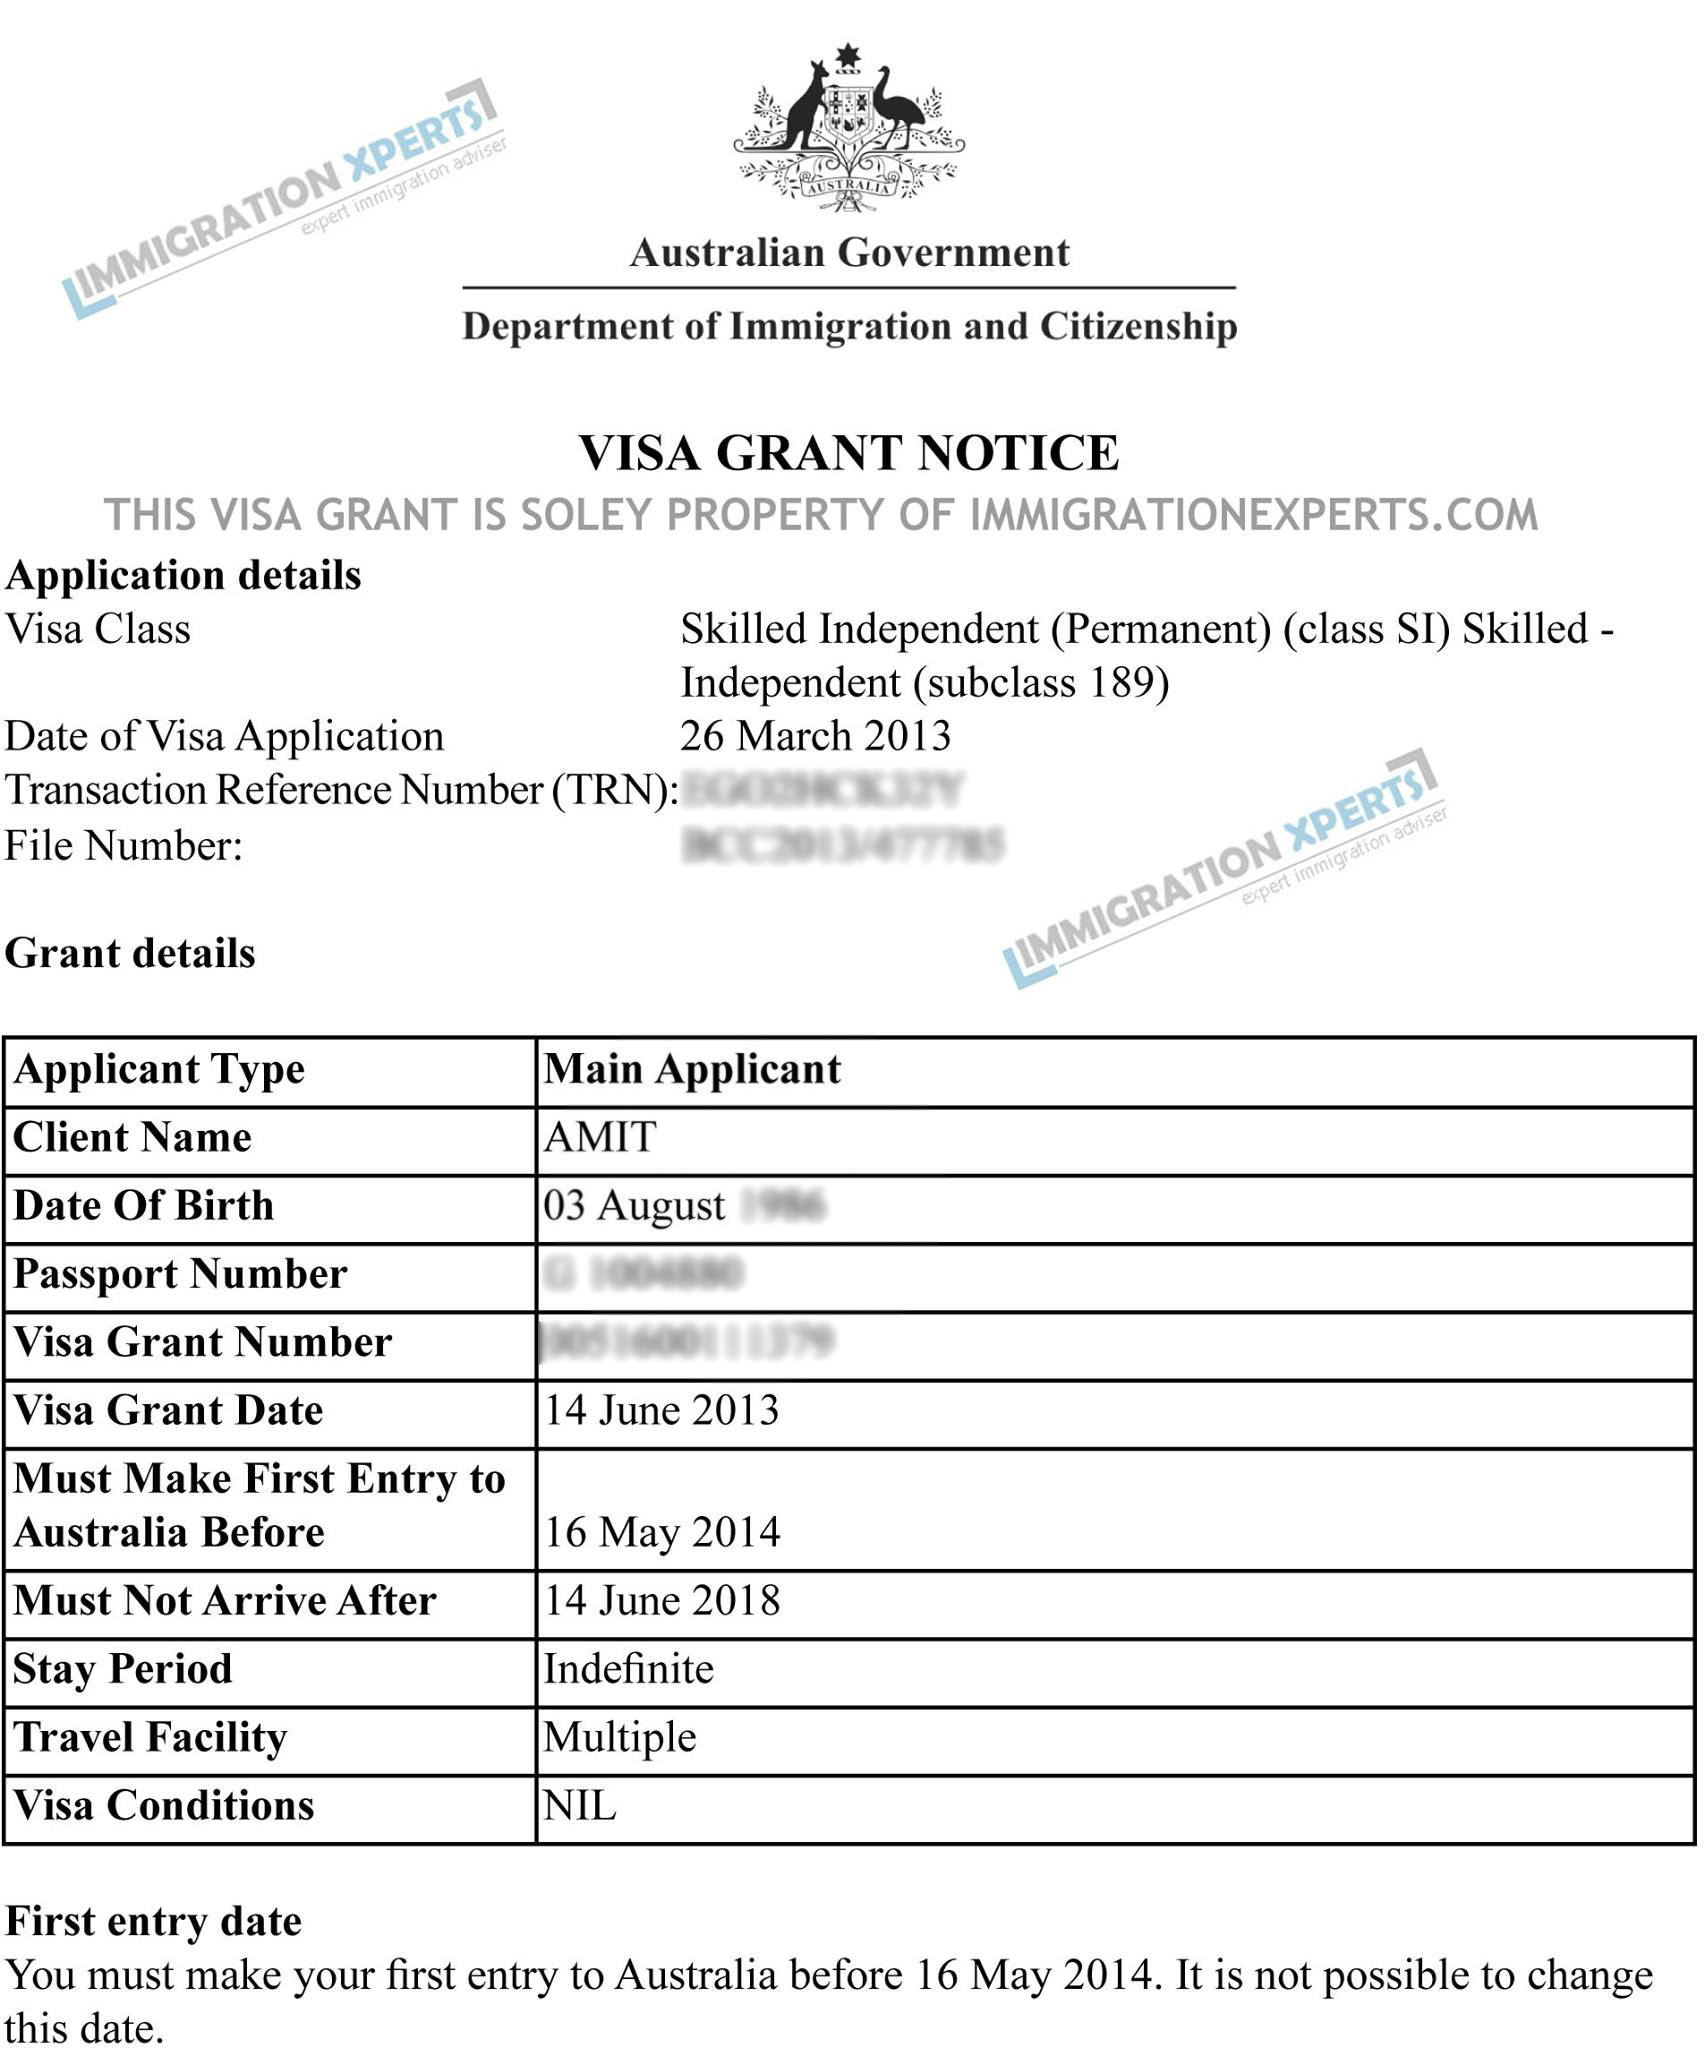 IMMIGRATION XPERTS
expert immigration adviser
AUSTRALIA
Australian Government
Department of Immigration and Citizenship
VISA GRANT NOTICE
THIS VISA GRANT IS SOLEY PROPERTY OF IMMIGRATIONEXPERTS.COM
Application details
Visa Class Skilled Independent (Permanent) (class SI) Skilled -
Independent (subclass 189)
Date of Visa Application 26 March 2013
Transaction Reference Number (TRN):
File Number:
IMMIGRATION XPERTS
expert immigration adviser
Grant details
Applicant Type Main Applicant
Client Name AMIT
Date Of Birth 03 August
Passport Number
Visa Grant Number
Visa Grant Date 14 June 2013
Must Make First Entry to
Australia Before 16 May 2014
Must Not Arrive After 14 June 2018
Stay Period Indefinite
Travel Facility Multiple
Visa Conditions NIL
First entry date
You must make your first entry to Australia before 16 May 2014. It is not possible to change
this date.